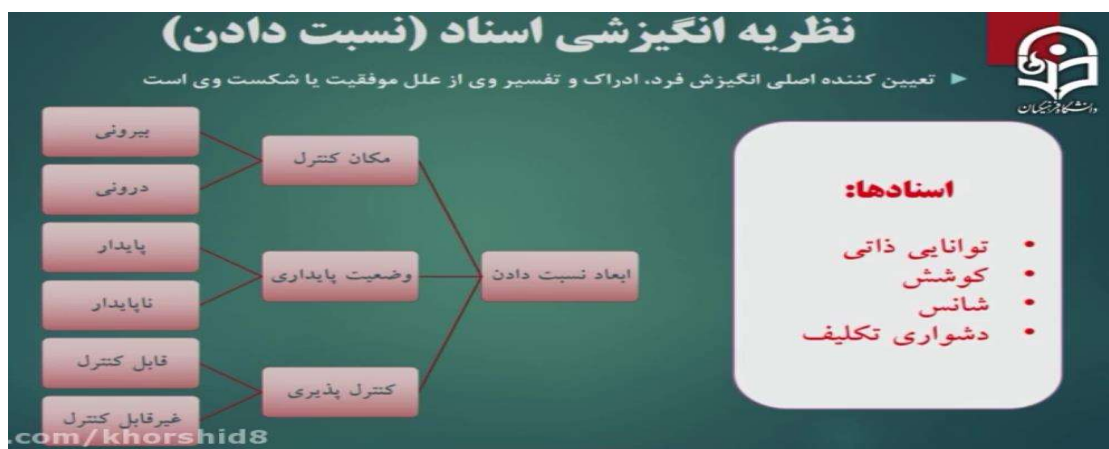 نظریه انگیزشی اسناد (نسبت دادن)
تعیین کننده اصلی انگیزش فرد، ادراک و تفسیر وی از علل موفقیت یا شکست وی است
دانشگاه فرهنگیان
اسنادها:
• توانایی ذاتی
• کوشش
• شانس
• دشواری تکلیف
ابعاد نسبت دادن
مکان کنترل
بیرونی
درونی
وضعیت پایداری
پایدار
ناپایدار
کنترل پذیری
قابل کنترل
غیرقابل کنترل
.com/khorshid8